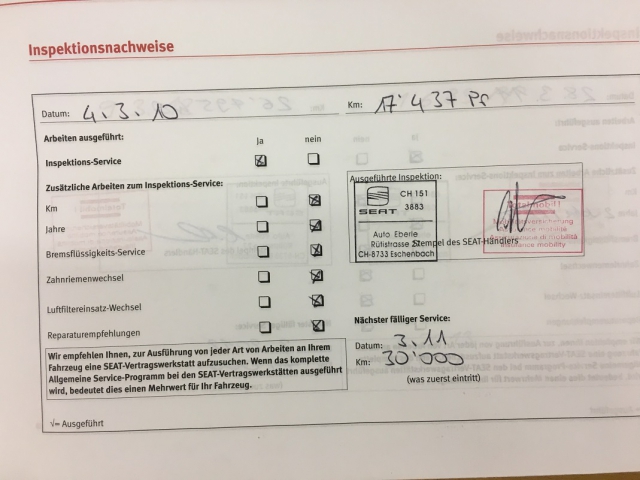 Inspektionsnachweise
Datum: 4.3.10
Km: 17'437
Arbeiten ausgeführt:
Ja nein
Inspektions-Service
Zusätzliche Arbeiten zum Inspektions-Service:
Km
Jahre
Bremsflüssigkeits-Service
Zahnriemenwechsel
Luftfiltereinsatz-Wechsel
Reparaturempfehlungen
Ausgeführte Inspektion:
SEAT
CH 151
3683
Auto Eberle
Rütistrasse
CH-8733 Eschenbach
Stempel des SEAT-Händlers
Nächster fälliger Service:
Datum: 3.11
Km: 30'000
(was zuerst eintritt)
Wir empfehlen Ihnen, zur Ausführung von jeder Art von Arbeiten an Ihrem
Fahrzeug eine SEAT-Vertragswerkstatt aufzusuchen. Wenn das komplette
Allgemeine Service-Programm bei den SEAT-Vertragswerkstätten ausgeführt
wird, bedeutet dies einen Mehrwert für Ihr Fahrzeug.
√= Ausgeführt